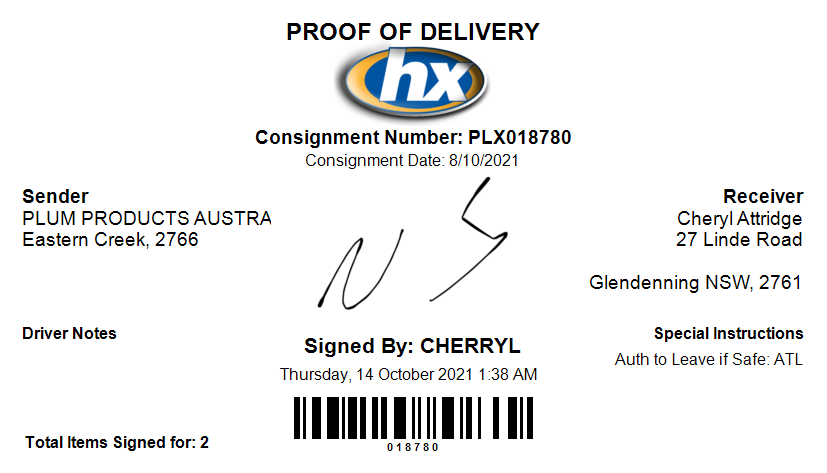 PROOF OF DELIVERY
hx
Consignment Number: PLX018780
Consignment Date: 8/10/2021
Sender
PLUM PRODUCTS AUSTRA
Eastern Creek, 2766
Receiver
Cheryl Attridge
27 Linde Road
Glendenning NSW, 2761
N S
Driver Notes
Signed By: CHERRYL
Thursday, 14 October 2021 1:38 AM
Special Instructions
Auth to Leave if Safe: ATL
Total Items Signed for: 2
018780